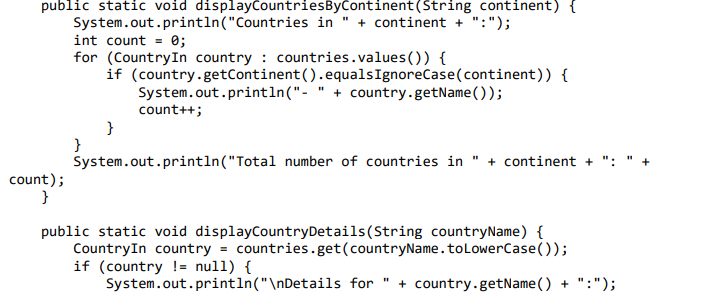 public static void displayCountriesByContinent(String continent) {
System.out.println("Countries in " + continent + ":");
int count = 0;
for (CountryIn country : countries.values()) {
if (country.getContinent().equalsIgnoreCase(continent)) {
System.out.println("- " + country.getName());
count++;
}
}
System.out.println("Total number of countries in " + continent + ": " +
count);
}
public static void displayCountryDetails(String countryName) {
CountryIn country = countries.get(countryName.toLowerCase());
if (country != null) {
System.out.println("\nDetails for " + country.getName() + ":");